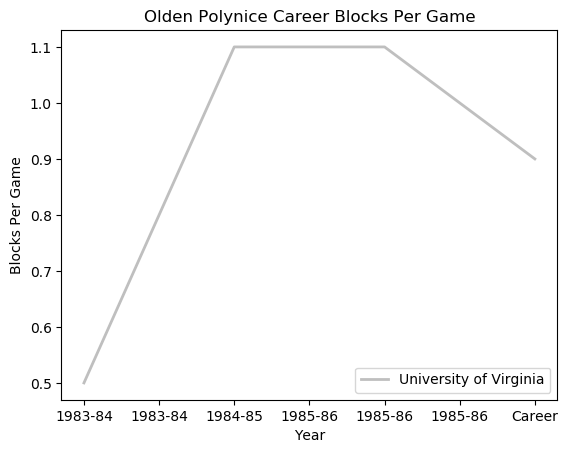 Olden Polynice Career Blocks Per Game
1.1
1.0
0.9
0.8
0.7
0.6
0.5
Blocks Per Game
University of Virginia
1983-84 1983-84 1984-85 1985-86 1985-86 1985-86 Career
Year